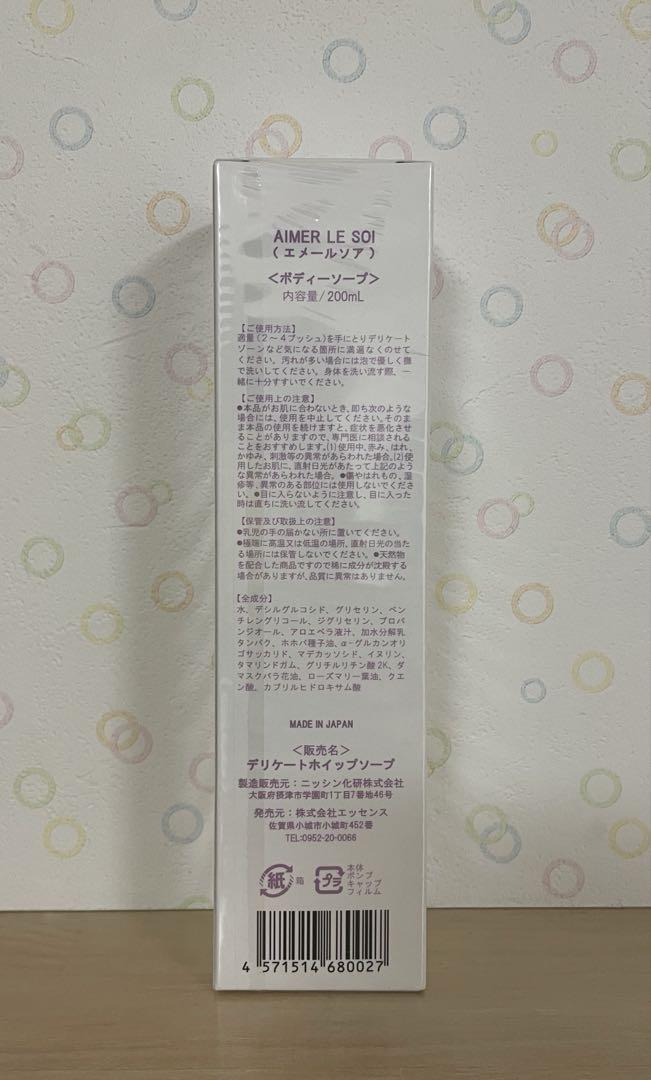 AIMER LE SOI
(エメールソア)
＜ボディーソープ＞
内容量/200mL
【ご使用方法】
適量(2〜4プッシュ)を手にとりデリケート
ゾーンなど気になる箇所に満遍なくのせて
ください。汚れが多い場合には泡で優しく撫
で洗いしてください。身体を洗い流す際、一
緒に十分すすいでください。
【ご使用上の注意】
●本品がお肌に合わないとき、即ち次のような
場合には、使用を中止してください。そのまま
本品の使用を続けますと、症状を悪化させ
ることがありますので、専門医に相談される
ことをおすすめします。(1)使用中、赤み、はれ、
かゆみ、刺激等の異常があらわれた場合。(2)使
用したお肌に、直射日光があたって上記のよう
な異常があらわれた場合。●傷やはれもの、湿
疹等、異常のある部位には使用しないでくださ
い。●目に入らないように注意し、目に入った
時は直ちに洗い流してください。
【保管及び取扱上の注意】
●乳児の手の届かない所に置いてください。
●極端に高温又は低温の場所、直射日光の当た
る場所には保管しないでください。●天然物
を配合した商品ですので稀に成分が沈殿する
場合がありますが、品質に異常はありません。
【全成分】
水、デシルグルコシド、グリセリン、ペン
チレングリコール、ジグリセリン、プロパ
ンジオール、アロエベラ液汁、加水分解乳
タンパク、ホホバ種子油、α-グルカンオリ
ゴサッカリド、マデカッソシド、イヌリン、
タマリンドガム、グリチルリチン酸2K、ダ
マスクバラ花油、ローズマリー葉油、クエ
ン酸、カプリルヒドロキサム酸
MADE IN JAPAN
＜販売名＞
デリケートホイップソープ
製造販売元：ニッシン化研株式会社
大阪府摂津市学園町1丁目7番地46号
発売元：株式会社エッセンス
佐賀県小城市小城町452番
TEL:0952-20-0066
紙 箱
プラ 本体
ポンプ
キャップ
フィルム
4 571514 680027